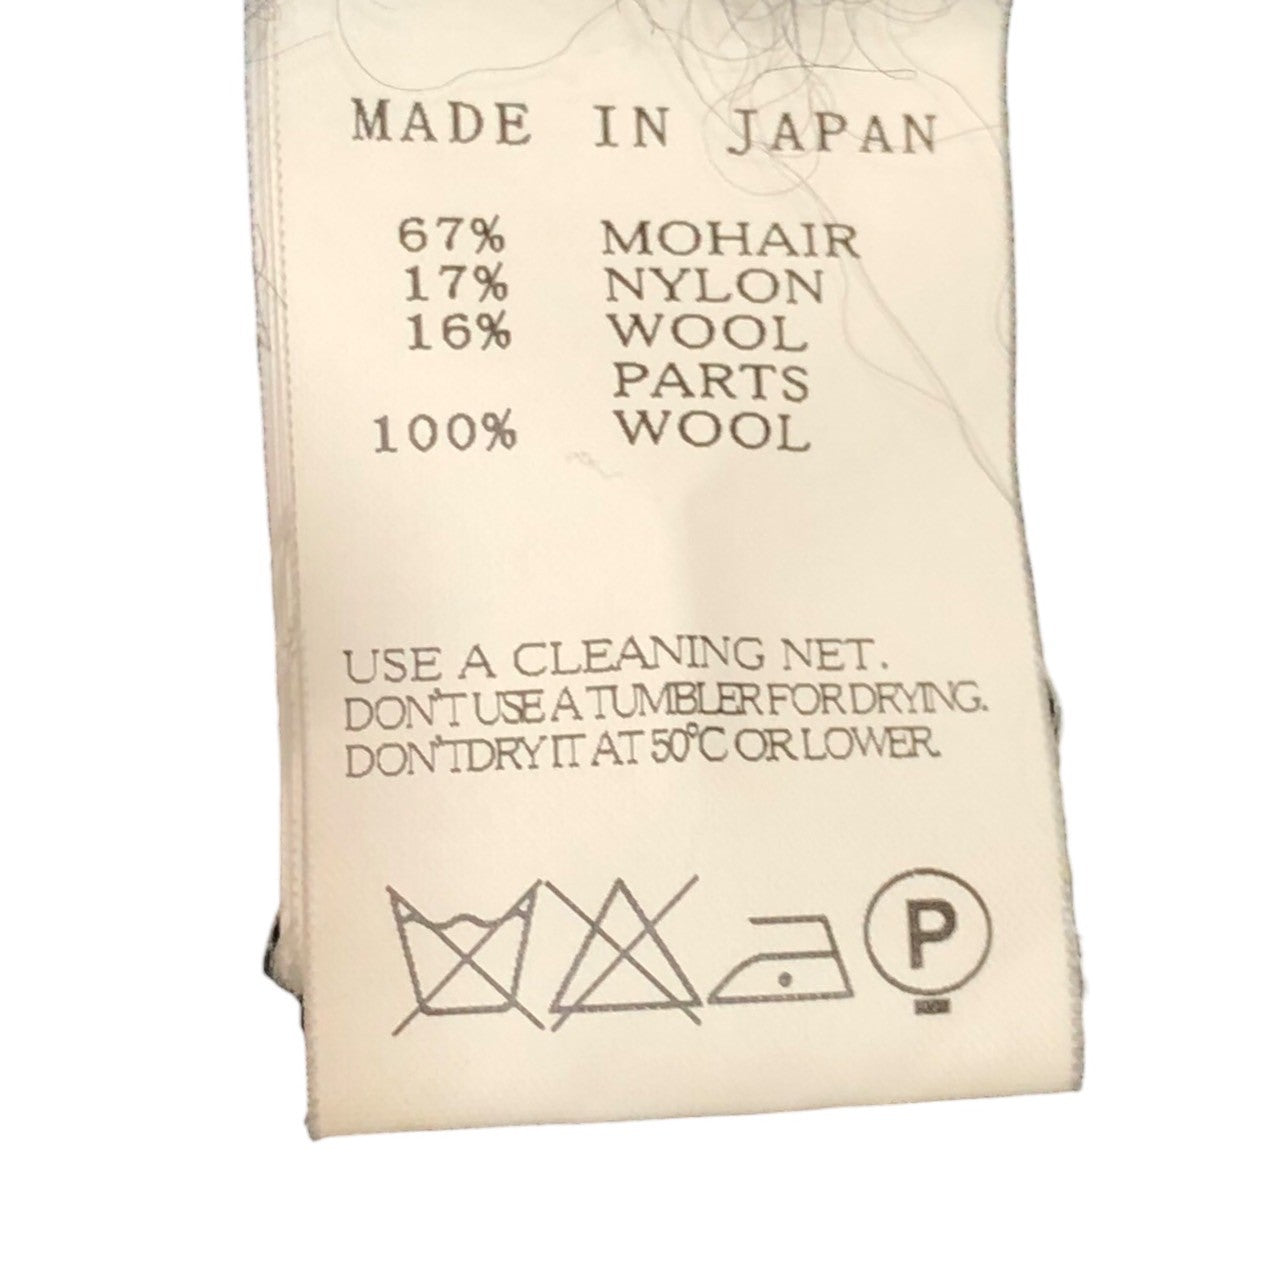 MADE IN JAPAN
67% MOHAIR
17% NYLON
16% WOOL
PARTS
100% WOOL
USE A CLEANING NET.
DON'T USE A TUMBLER FOR DRYING.
DON'T DRY IT AT 50°C OR LOWER.
P